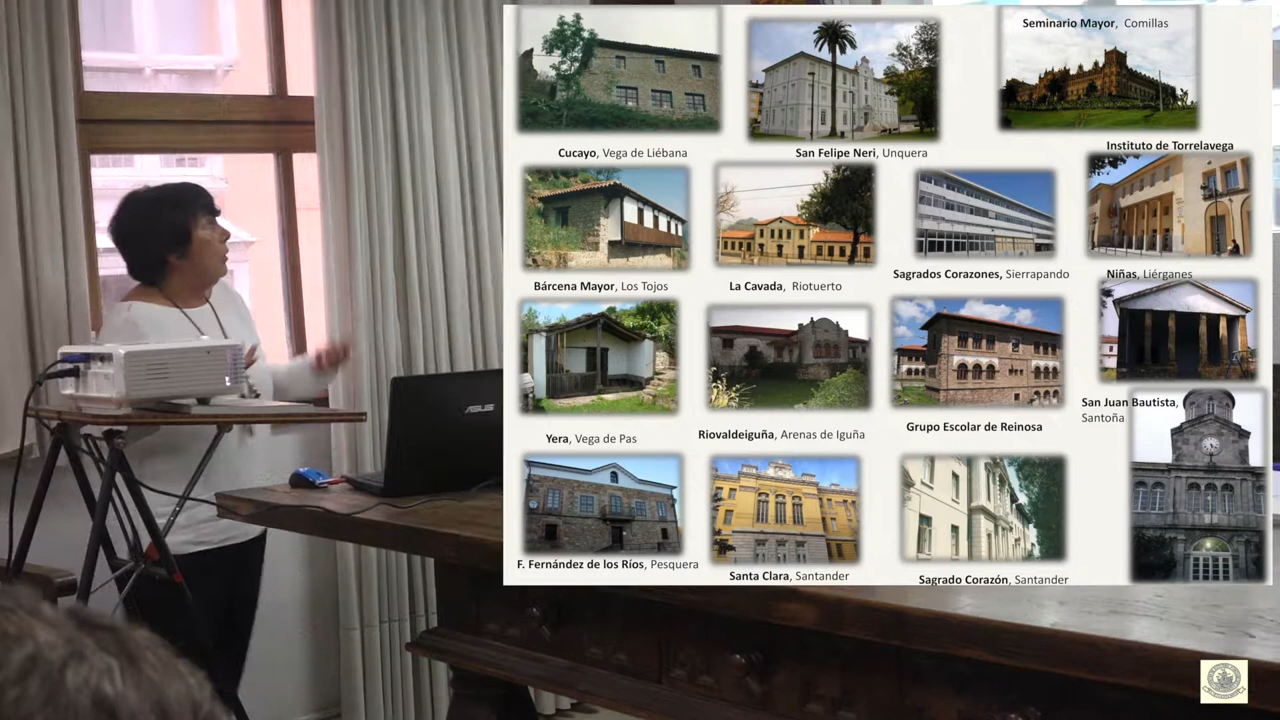 Seminario Mayor, Comillas
Cucayo, Vega de Liébana
San Felipe Neri, Unquera
Instituto de Torrelavega
Bárcena Mayor, Los Tojos
La Cavada, Riotuerto
Sagrados Corazones, Sierrapando
Niñas, Liérganes
Yera, Vega de Pas
Riovaldeiguña, Arenas de Iguña
Grupo Escolar de Reinosa
San Juan Bautista,
Santoña
F. Fernández de los Ríos, Pesquera
Santa Clara, Santander
Sagrado Corazón, Santander
ASUS